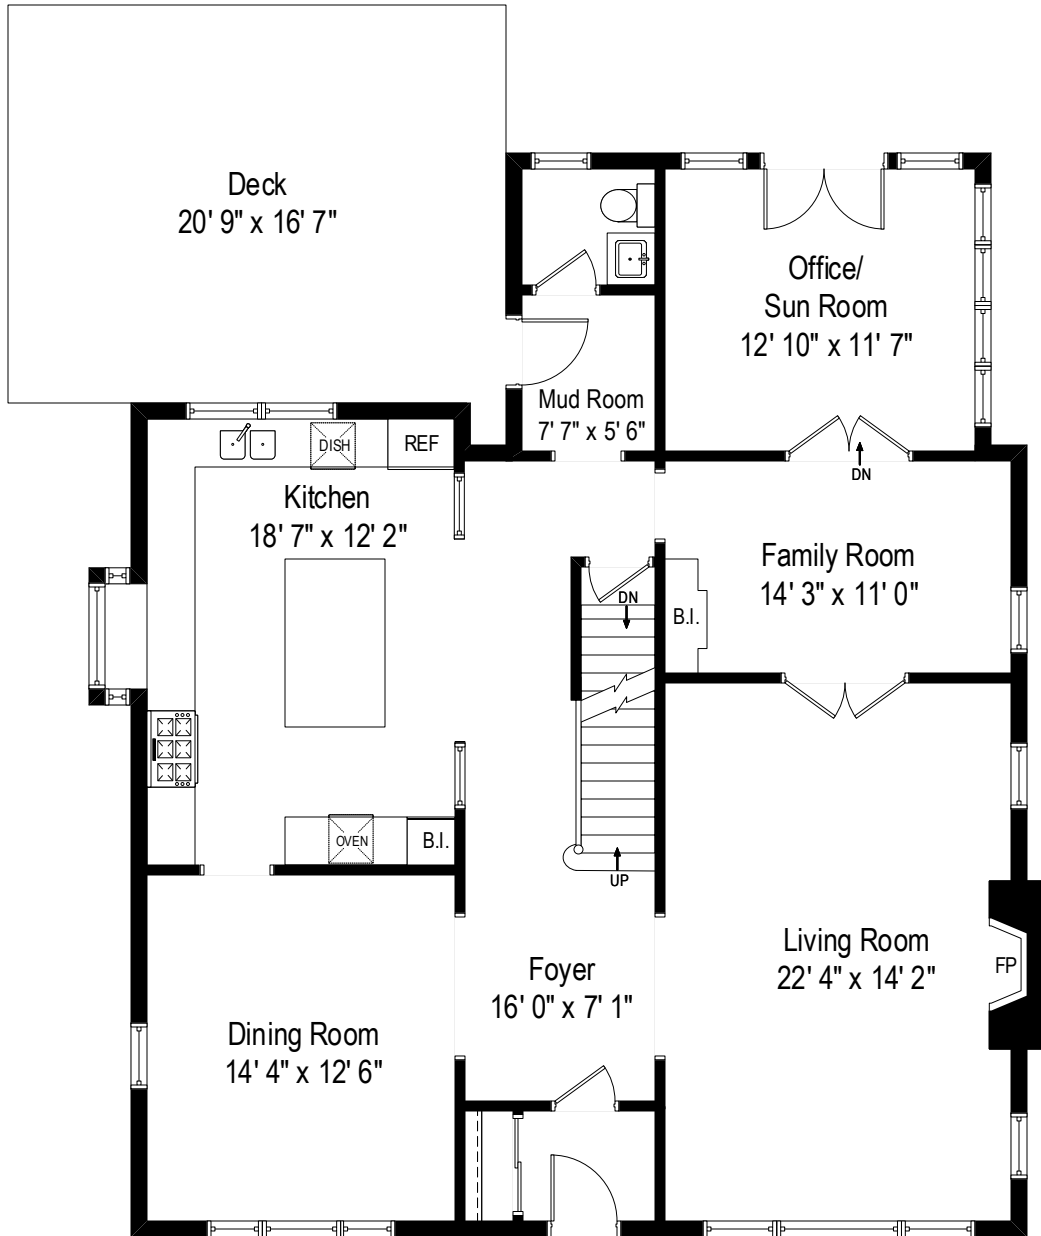 Deck
20' 9" x 16' 7"
Office/
Sun Room
12' 10" x 11' 7"
Mud Room
7' 7" x 5' 6"
DISH
REF
DN
Kitchen
18' 7" x 12' 2"
Family Room
14' 3" x 11' 0"
DN
B.I.
OVEN
B.I.
UP
Living Room
22' 4" x 14' 2"
FP
Foyer
16' 0" x 7' 1"
Dining Room
14' 4" x 12' 6"